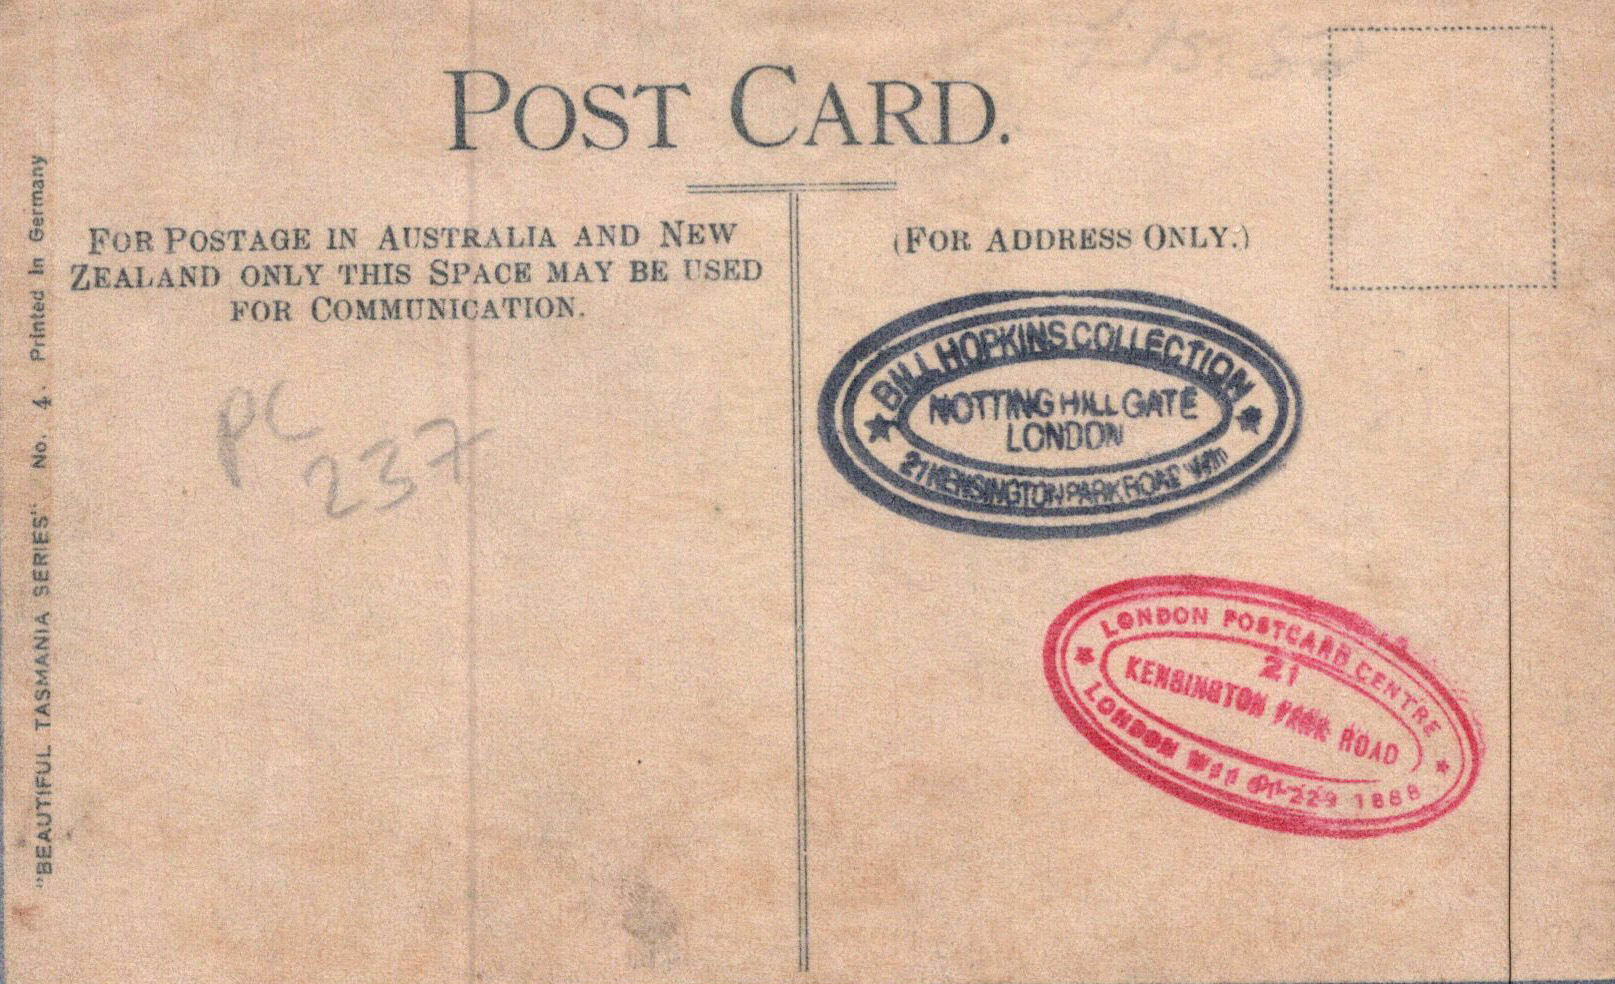 POST CARD.
FOR POSTAGE IN AUSTRALIA AND NEW
ZEALAND ONLY THIS SPACE MAY BE USED
FOR COMMUNICATION.
(FOR ADDRESS ONLY.)
"BEAUTIFUL TASMANIA SERIES" No. 4. Printed In Germany
PC
237
BILL HOPKINS COLLECTION
NOTTING HILL GATE
LONDON
21 KENSINGTON PARK ROAD
LONDON POSTCARD CENTRE
21
KENSINGTON PARK ROAD
LONDON W11 01-229 1888